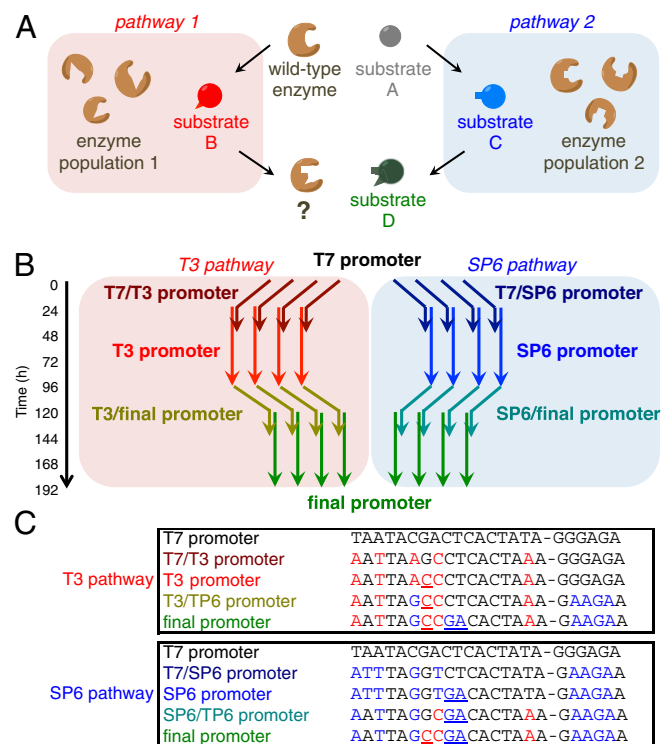 A
pathway 1
pathway 2
wild-type
enzyme
substrate
A
substrate
B
substrate
C
enzyme
population 1
enzyme
population 2
?
substrate
D
B
T3 pathway
T7 promoter
SP6 pathway
Time (h)
0
24
48
72
96
120
144
168
192
T7/T3 promoter
T7/SP6 promoter
T3 promoter
SP6 promoter
T3/final promoter
SP6/final promoter
final promoter
C
T3 pathway
T7 promoter TAATACGACTCACTATA-GGGAGA
T7/T3 promoter AATTAAGCCTCACTAAA-GGGAGA
T3 promoter AATTAACCCTCACTAAA-GGGAGA
T3/TP6 promoter AATTAGCCCTCACTAAA-GAAGAA
final promoter AATTAGCCGACACTAAA-GAAGAA
SP6 pathway
T7 promoter TAATACGACTCACTATA-GGGAGA
T7/SP6 promoter ATTTAGGTCTCACTATA-GAAGAA
SP6 promoter ATTTAGGTGACACTATA-GAAGAA
SP6/TP6 promoter AATTAGGCGACACTAAA-GAAGAA
final promoter AATTAGCCGACACTAAA-GAAGAA